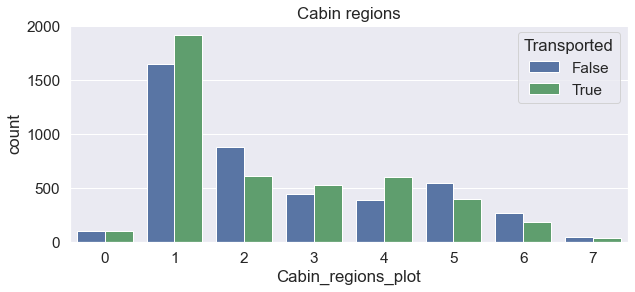 Cabin regions
2000
1500
1000
500
0
count
Transported
False
True
0 1 2 3 4 5 6 7
Cabin_regions_plot